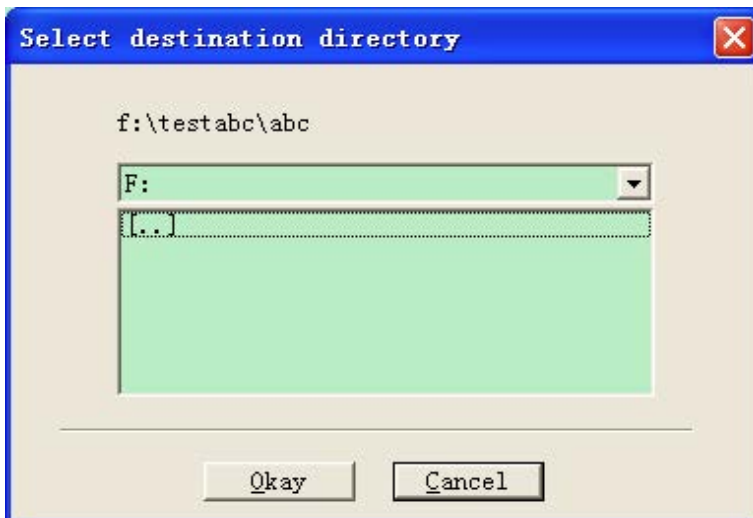 Select destination directory
f:\testabc\abc
F:
[..]
Okay
Cancel